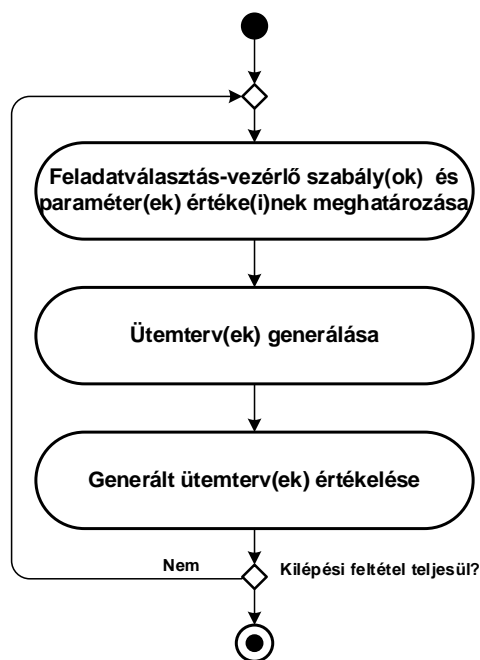 Feladatválasztás-vezérlő szabály(ok) és
paraméter(ek) értéke(i)nek meghatározása
Ütemterv(ek) generálása
Generált ütemterv(ek) értékelése
Nem
Kilépési feltétel teljesül?